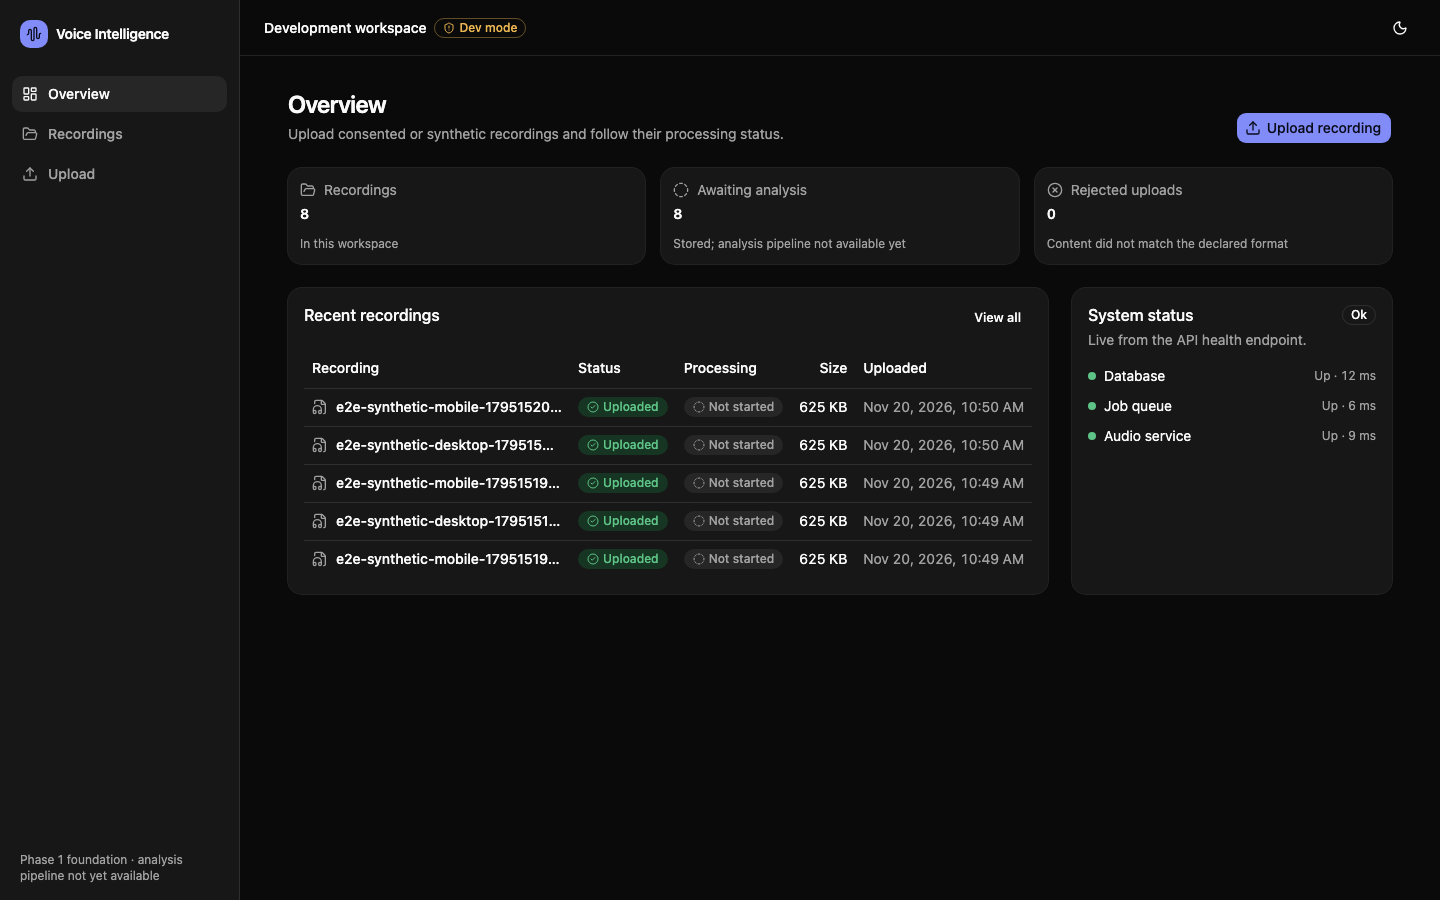 Voice Intelligence
Overview
Recordings
Upload
Phase 1 foundation · analysis
pipeline not yet available
Development workspace
Dev mode
Overview
Upload consented or synthetic recordings and follow their processing status.
Upload recording
Recordings
8
In this workspace
Awaiting analysis
8
Stored; analysis pipeline not available yet
Rejected uploads
0
Content did not match the declared format
Recent recordings
View all
Recording Status Processing Size Uploaded
e2e-synthetic-mobile-17951520... Uploaded Not started 625 KB Nov 20, 2026, 10:50 AM
e2e-synthetic-desktop-179515... Uploaded Not started 625 KB Nov 20, 2026, 10:50 AM
e2e-synthetic-mobile-17951519... Uploaded Not started 625 KB Nov 20, 2026, 10:49 AM
e2e-synthetic-desktop-1795151... Uploaded Not started 625 KB Nov 20, 2026, 10:49 AM
e2e-synthetic-mobile-17951519... Uploaded Not started 625 KB Nov 20, 2026, 10:49 AM
System status
Ok
Live from the API health endpoint.
Database Up · 12 ms
Job queue Up · 6 ms
Audio service Up · 9 ms